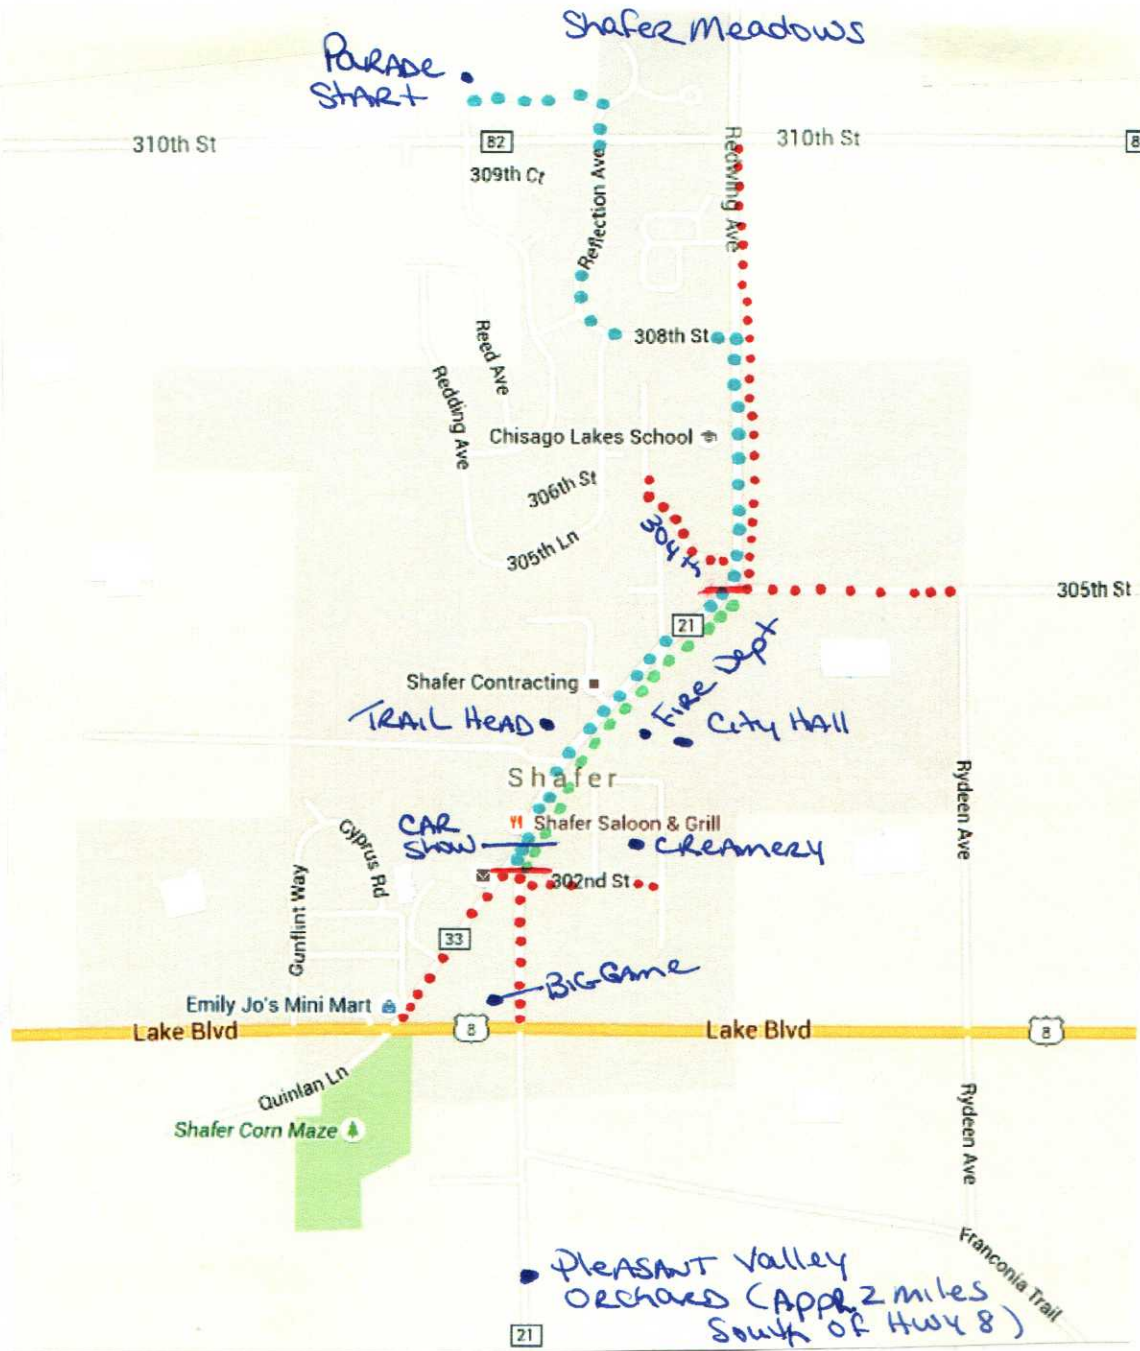 Shafer Meadows
PARADE
START
310th St
82
310th St
8
309th Ct
Reflection Ave
Redwing Ave
308th St
Reed Ave
Redding Ave
Chisago Lakes School
306th St
304th
305th Ln
305th St
21
Fire Dept
Shafer Contracting
TRAIL HEAD
City HAll
Shafer
Rydeen Ave
CAR
SHOW
Shafer Saloon & Grill
CREAMERY
Cyprus Rd
302nd St
Gunflint Way
33
BIG GAME
Emily Jo's Mini Mart
Lake Blvd
8
Lake Blvd
8
Quinlan Ln
Shafer Corn Maze
Rydeen Ave
Franconia Trail
PLEASANT Valley
ORCHARD (APPR. 2 miles
South OF HWY 8)
21